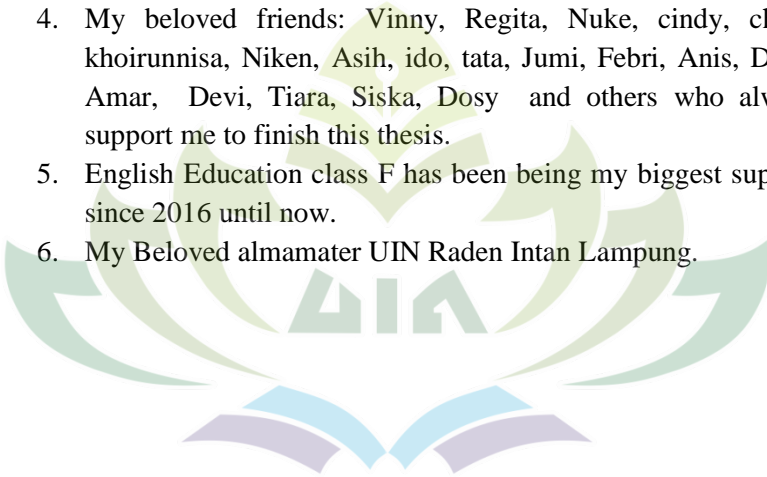 4. My beloved friends: Vinny, Regita, Nuke, cindy,
khoirunnisa, Niken, Asih, ido, tata, Jumi, Febri, Anis,
Amar, Devi, Tiara, Siska, Dosy and others who
support me to finish this thesis.
5. English Education class F has been being my biggest
since 2016 until now.
6. My Beloved almamater UIN Raden Intan Lampung.
UIN